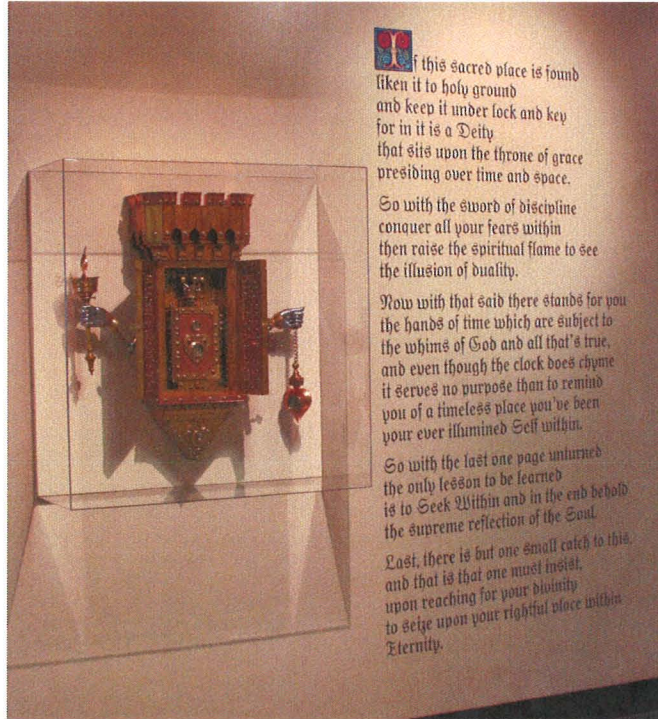 If this sacred place is found
liken it to holy ground
and keep it under lock and key
for in it is a Deity
that sits upon the throne of grace
presiding over time and space.
So with the sword of discipline
conquer all your fears within
then raise the spiritual flame to see
the illusion of duality.
Now with that said there stands for you
the hands of time which are subject to
the whims of God and all that's true,
and even though the clock does chyme
it serves no purpose than to remind
you of a timeless place you've been
your ever illumined Self within.
So with the last one page unturned
the only lesson to be learned
is to Seek Within and in the end behold
the supreme reflection of the Soul.
Last, there is but one small catch to this,
and that is that one must insist,
upon reaching for your divinity
to seize upon your rightful place within
Eternity.